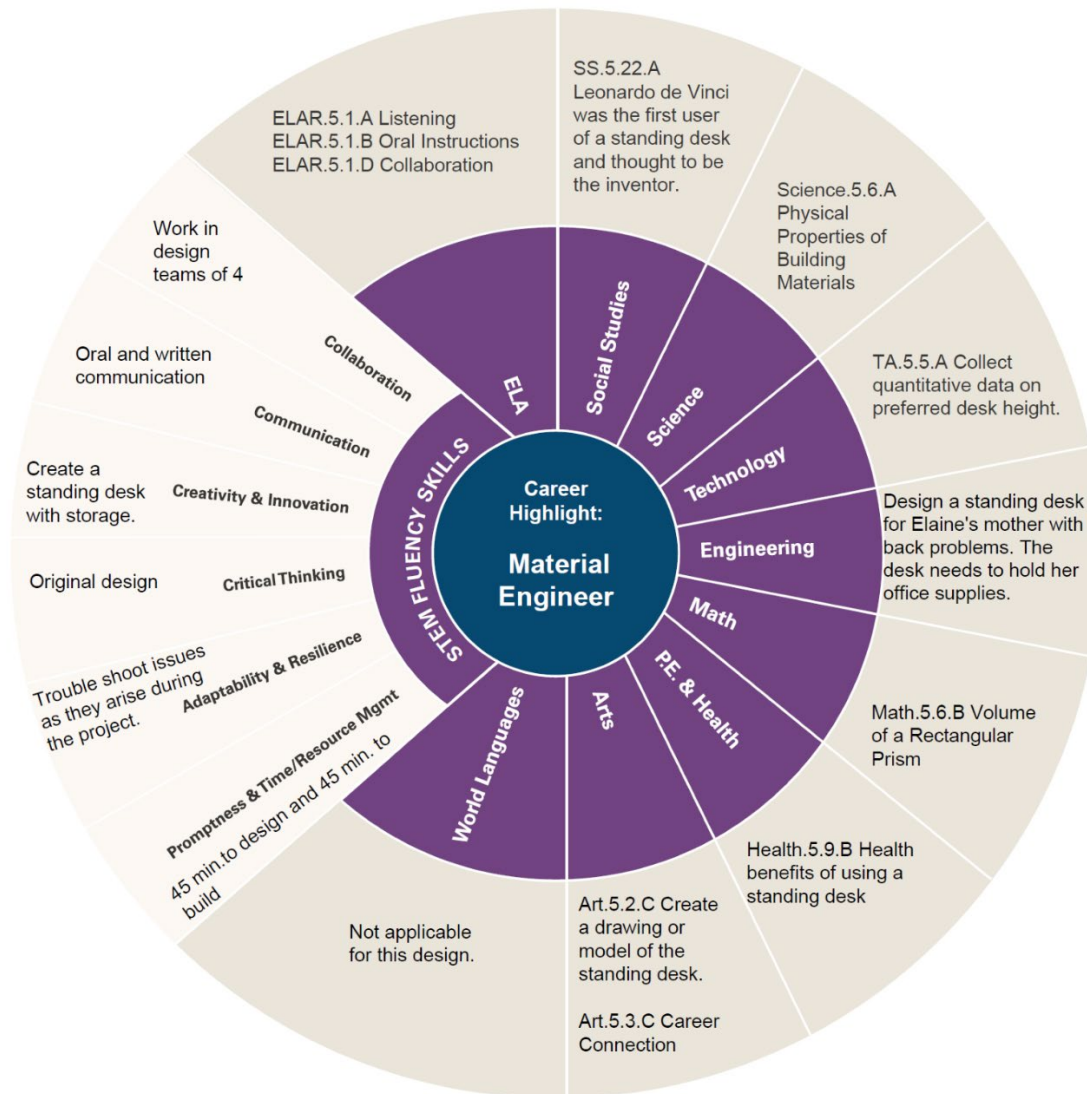 Career
Highlight:
Material
Engineer
ELA
ELAR.5.1.A Listening
ELAR.5.1.B Oral Instructions
ELAR.5.1.D Collaboration
Social Studies
SS.5.22.A
Leonardo de Vinci
was the first user
of a standing desk
and thought to be
the inventor.
Science
Science.5.6.A
Physical
Properties of
Building
Materials
Technology
TA.5.5.A Collect
quantitative data on
preferred desk height.
Engineering
Design a standing desk
for Elaine's mother with
back problems. The
desk needs to hold her
office supplies.
Math
Math.5.6.B Volume
of a Rectangular
Prism
P.E. & Health
Health.5.9.B Health
benefits of using a
standing desk
Arts
Art.5.2.C Create
a drawing or
model of the
standing desk.
Art.5.3.C Career
Connection
World Languages
Not applicable
for this design.
STEM FLUENCY SKILLS
Collaboration
Work in
design
teams of 4
Communication
Oral and written
communication
Creativity & Innovation
Create a
standing desk
with storage.
Critical Thinking
Original design
Adaptability & Resilience
Trouble shoot issues
as they arise during
the project.
Promptness & Time/Resource Mgmt
45 min.to design and 45 min. to
build